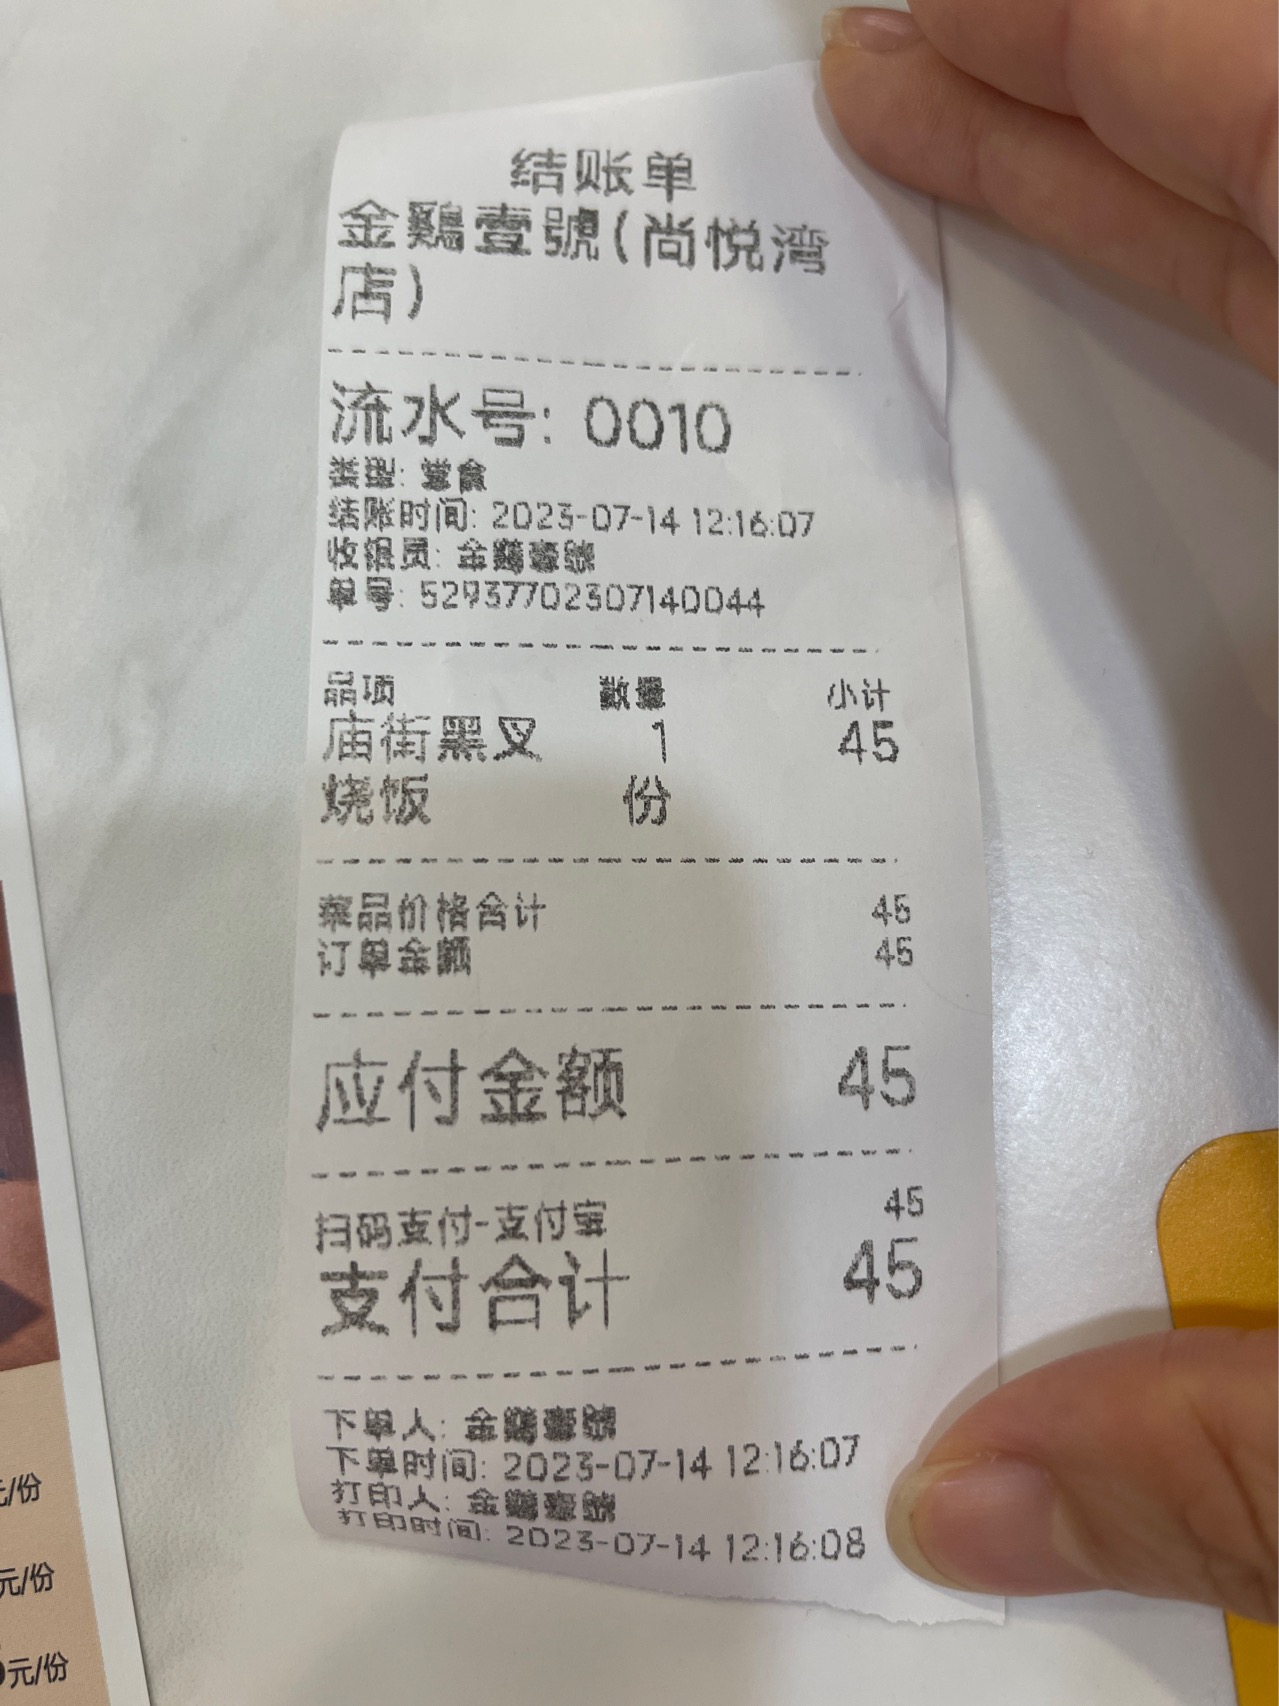 结账单
金鷄壹號(尚悦湾
店)
流水号: 0010
类型: 堂食
结账时间: 2023-07-14 12:16:07
收银员: 金鷄壹號
单号: 52937702307140044
品项 数量 小计
庙街黑叉 1 45
烧饭 份
菜品价格合计 45
订单金额 45
应付金额 45
扫码支付-支付宝 45
支付合计 45
下单人: 金鷄壹號
下单时间: 2023-07-14 12:16:07
打印人: 金鷄壹號
打印时间: 2023-07-14 12:16:08
元/份
元/份
元/份